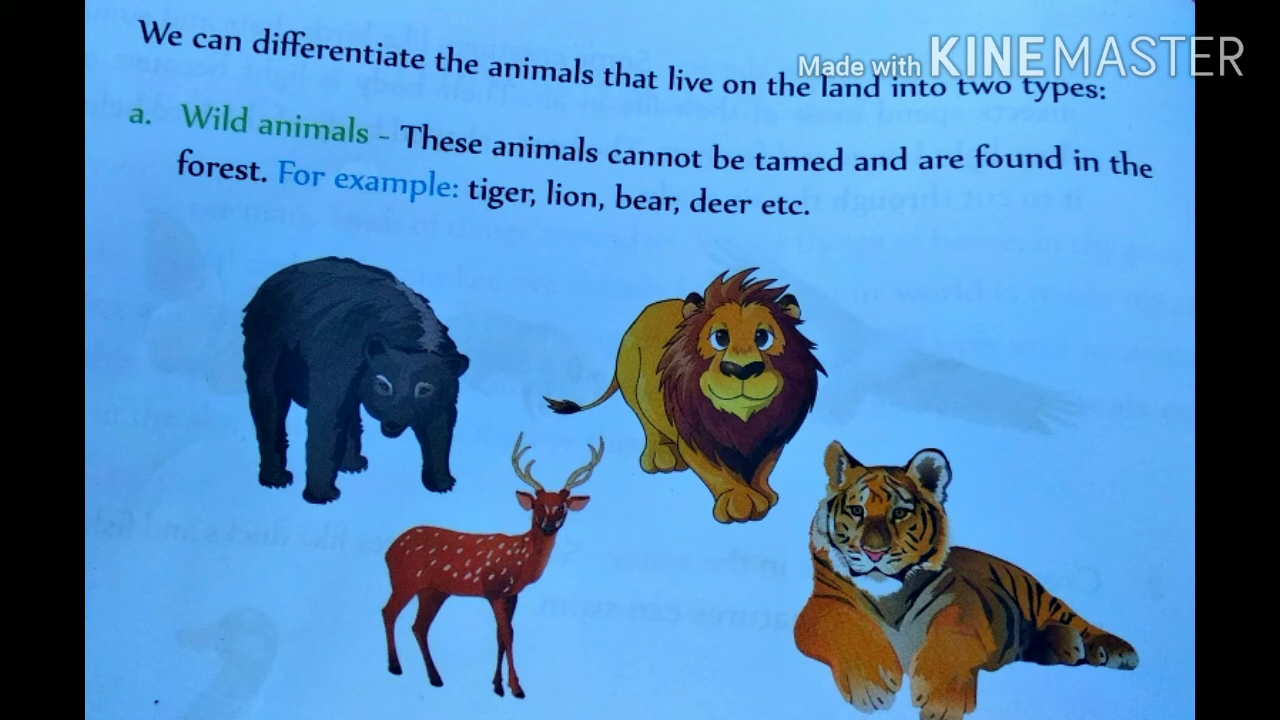 We can differentiate the animals that live on the land into two types:
Made with KINEMASTER
a. Wild animals - These animals cannot be tamed and are found in the
forest. For example: tiger, lion, bear, deer etc.